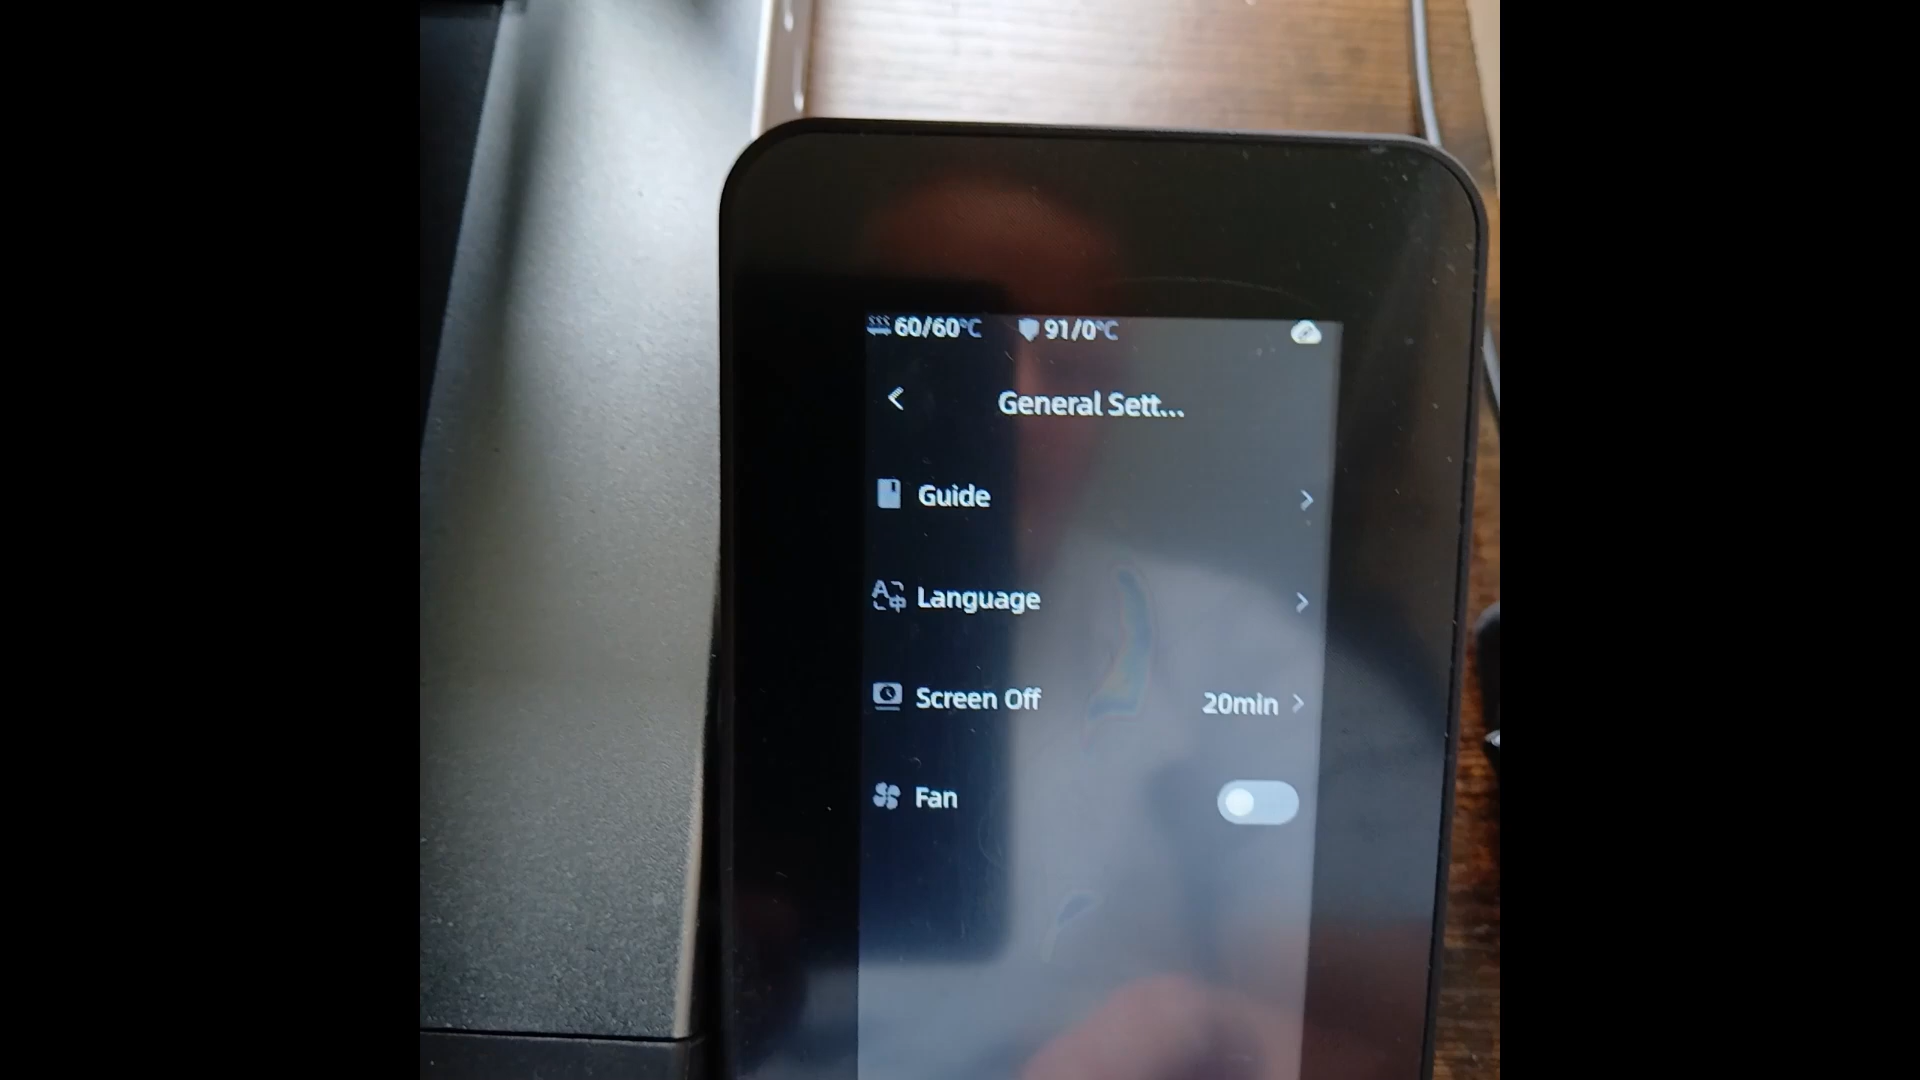 60/60°C 91/0°C
General Sett...
Guide
Language
Screen Off 20min
Fan